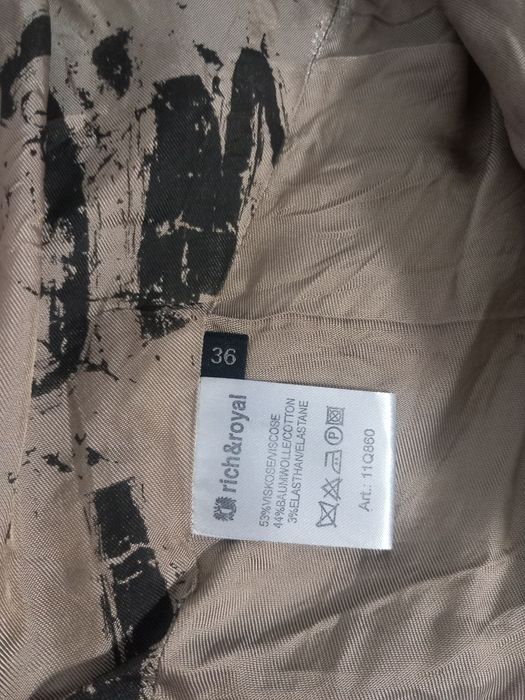 36
rich&royal
53%VISKOSE/VISCOSE
44%BAUMWOLLE/COTTON
3%ELASTHAN/ELASTANE
P
Art.: 11Q860